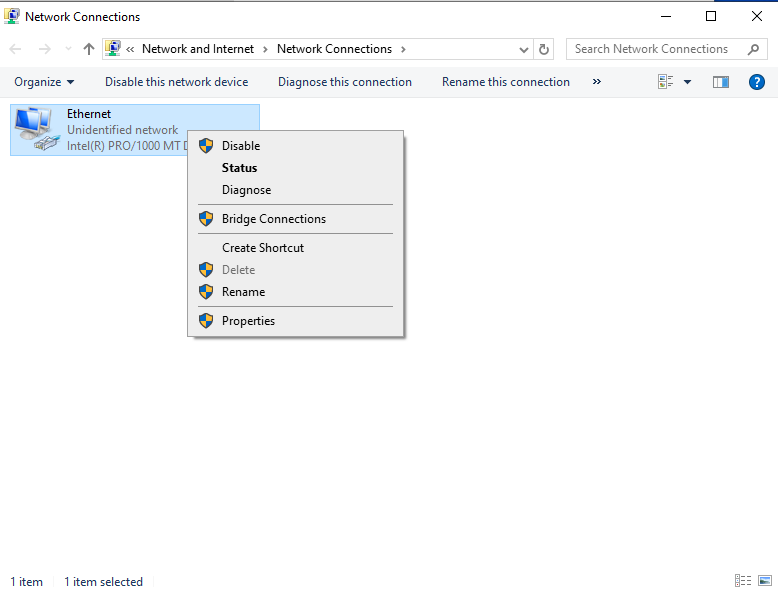 Network Connections
« Network and Internet > Network Connections >
Search Network Connections
Organize
Disable this network device
Diagnose this connection
Rename this connection
»
?
Ethernet
Unidentified network
Intel(R) PRO/1000 MT
Disable
Status
Diagnose
Bridge Connections
Create Shortcut
Delete
Rename
Properties
1 item
1 item selected